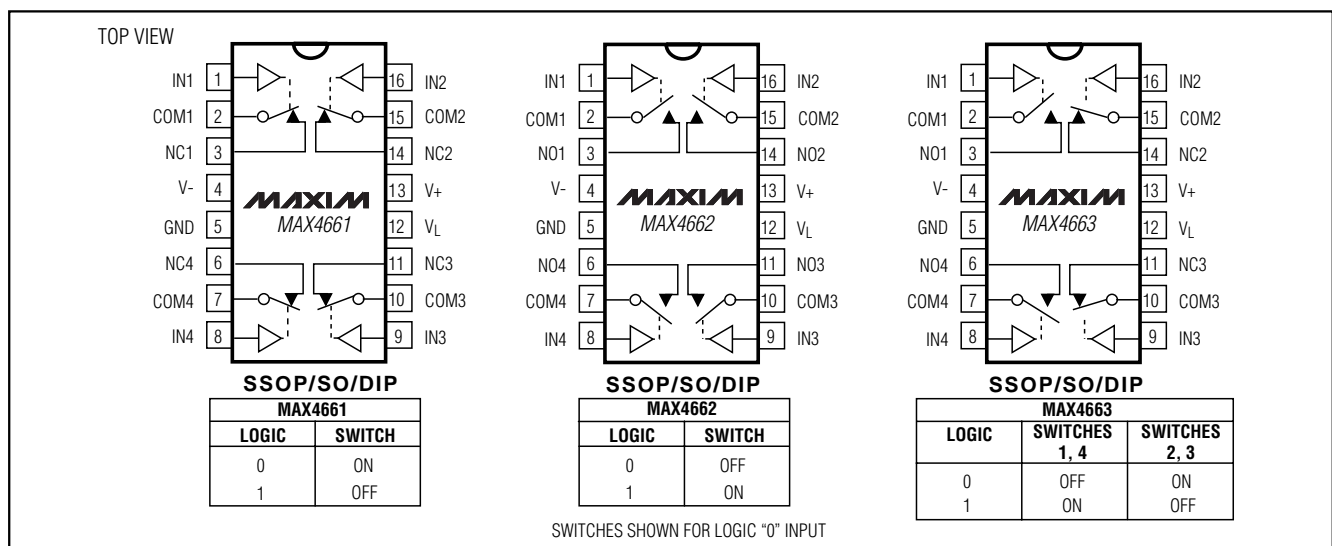 TOP VIEW
IN1 1 16 IN2
COM1 2 15 COM2
NC1 3 14 NC2
V- 4 13 V+
GND 5 12 VL
NC4 6 11 NC3
COM4 7 10 COM3
IN4 8 9 IN3
MAXIM
MAX4661
SSOP/SO/DIP
MAX4661
LOGIC SWITCH
0 ON
1 OFF
IN1 1 16 IN2
COM1 2 15 COM2
NO1 3 14 NO2
V- 4 13 V+
GND 5 12 VL
NO4 6 11 NO3
COM4 7 10 COM3
IN4 8 9 IN3
MAXIM
MAX4662
SSOP/SO/DIP
MAX4662
LOGIC SWITCH
0 OFF
1 ON
IN1 1 16 IN2
COM1 2 15 COM2
NO1 3 14 NC2
V- 4 13 V+
GND 5 12 VL
NO4 6 11 NC3
COM4 7 10 COM3
IN4 8 9 IN3
MAXIM
MAX4663
SSOP/SO/DIP
MAX4663
LOGIC SWITCHES 1, 4 SWITCHES 2, 3
0 OFF ON
1 ON OFF
SWITCHES SHOWN FOR LOGIC “0” INPUT